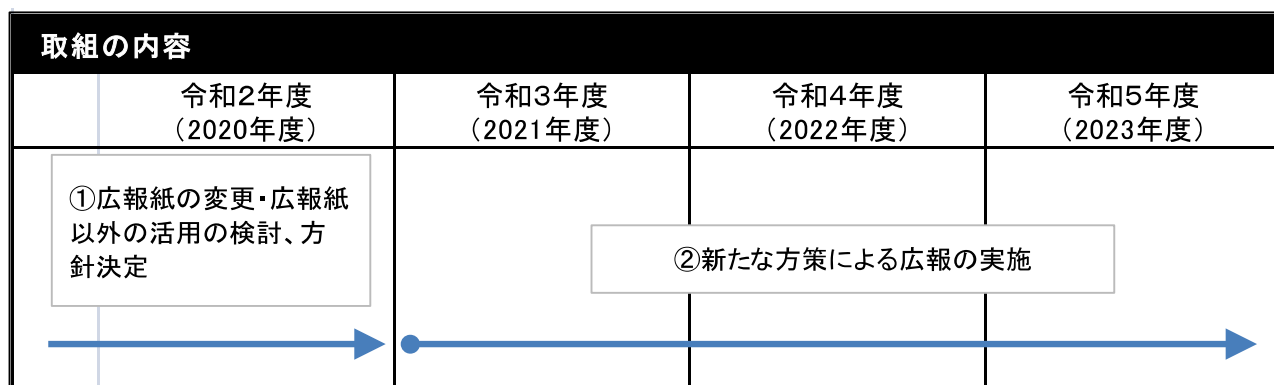 取組の内容
令和2年度
（2020年度）
令和3年度
（2021年度）
令和4年度
（2022年度）
令和5年度
（2023年度）
①広報紙の変更・広報紙
以外の活用の検討、方
針決定
②新たな方策による広報の実施